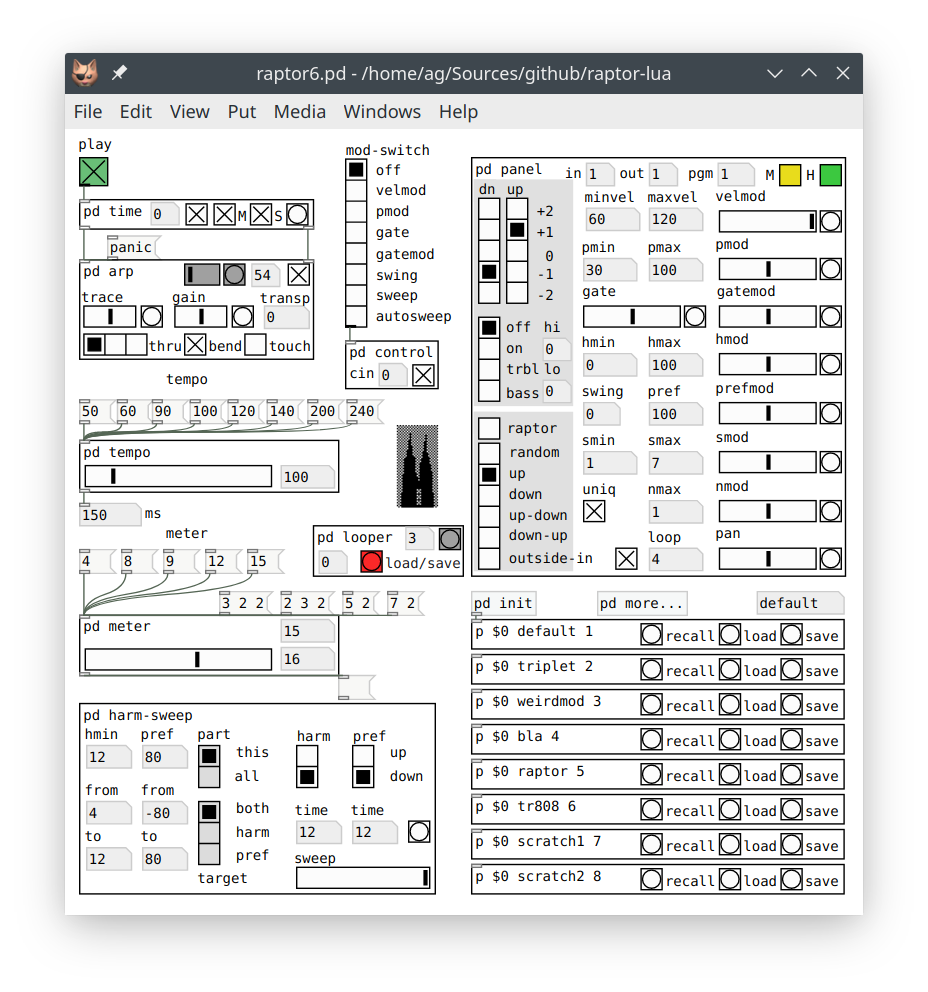 raptor6.pd - /home/ag/Sources/github/raptor-lua
File Edit View Put Media Windows Help
play
pd time 0 M S
panic
pd arp 54
trace gain transp
0
thru bend touch
tempo
50 60 90 100 120 140 200 240
pd tempo
100
150 ms
meter
4 8 9 12 15
3 2 2 2 3 2 5 2 7 2
pd meter 15
16
mod-switch
off
velmod
pmod
gate
gatemod
swing
sweep
autosweep
pd control
cin 0
pd looper 3
0 load/save
pd harm-sweep
hmin pref part harm pref
12 80 this up
all down
from from
4 -80 both time time
harm 12 12
to to
12 80 pref sweep
target
pd panel in 1 out 1 pgm 1 M H
dn up minvel maxvel velmod
+2 60 120
+1
0 pmin pmax pmod
-1 30 100
-2 gate gatemod
off hi
on 0 hmin hmax hmod
trbl lo 0 100
bass 0 swing pref prefmod
raptor 0 100
random smin smax smod
up 1 7
down uniq nmax nmod
up-down 1
down-up loop pan
outside-in 4
pd init pd more... default
p $0 default 1 recall load save
p $0 triplet 2 recall load save
p $0 weirdmod 3 recall load save
p $0 bla 4 recall load save
p $0 raptor 5 recall load save
p $0 tr808 6 recall load save
p $0 scratch1 7 recall load save
p $0 scratch2 8 recall load save